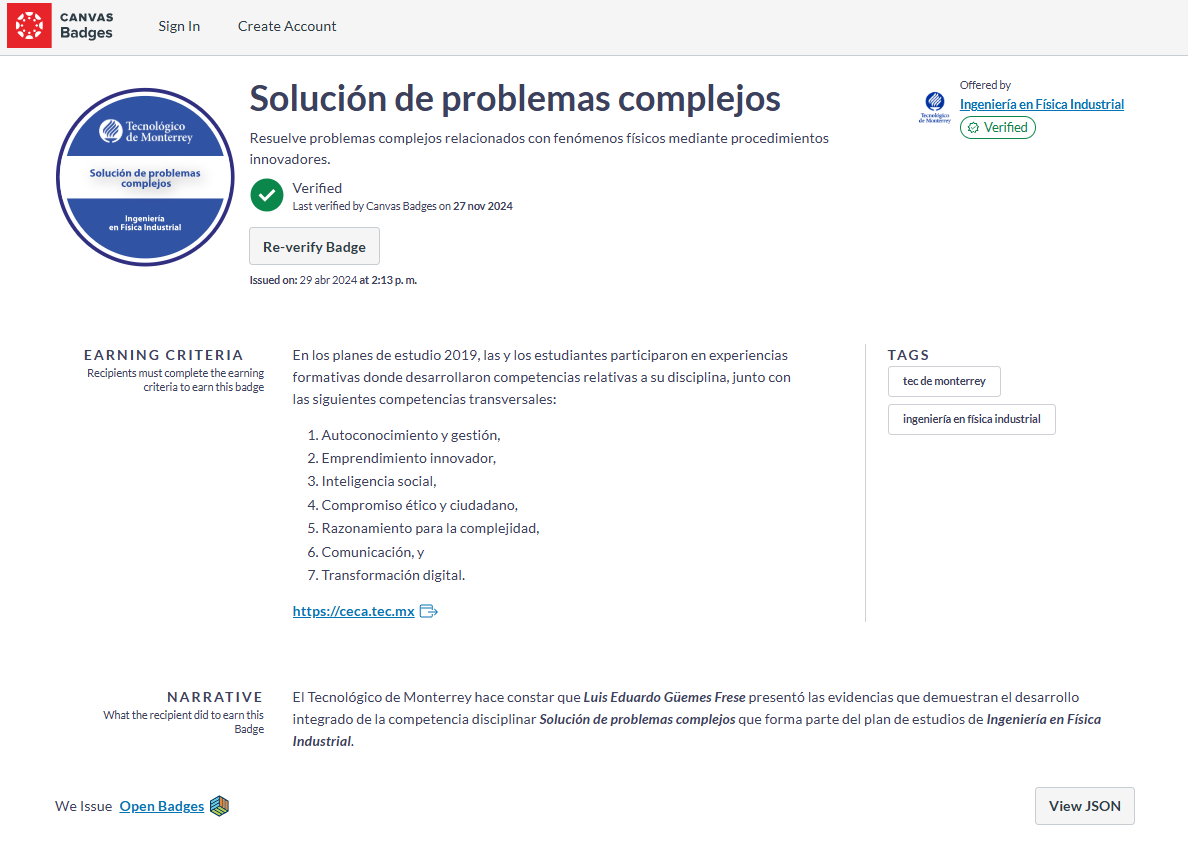 CANVAS
Badges
Sign In
Create Account
Tecnológico
de Monterrey
Solución de problemas
complejos
Ingeniería
en Física Industrial
Solución de problemas complejos
Resuelve problemas complejos relacionados con fenómenos físicos mediante procedimientos
innovadores.
Verified
Last verified by Canvas Badges on 27 nov 2024
Re-verify Badge
Issued on: 29 abr 2024 at 2:13 p. m.
Tecnológico
de Monterrey
Offered by
Ingeniería en Física Industrial
Verified
EARNING CRITERIA
Recipients must complete the earning
criteria to earn this badge
En los planes de estudio 2019, las y los estudiantes participaron en experiencias
formativas donde desarrollaron competencias relativas a su disciplina, junto con
las siguientes competencias transversales:
1. Autoconocimiento y gestión,
2. Emprendimiento innovador,
3. Inteligencia social,
4. Compromiso ético y ciudadano,
5. Razonamiento para la complejidad,
6. Comunicación, y
7. Transformación digital.
https://ceca.tec.mx
TAGS
tec de monterrey
ingeniería en física industrial
NARRATIVE
What the recipient did to earn this
Badge
El Tecnológico de Monterrey hace constar que Luis Eduardo Güemes Frese presentó las evidencias que demuestran el desarrollo
integrado de la competencia disciplinar Solución de problemas complejos que forma parte del plan de estudios de Ingeniería en Física
Industrial.
We Issue Open Badges
View JSON